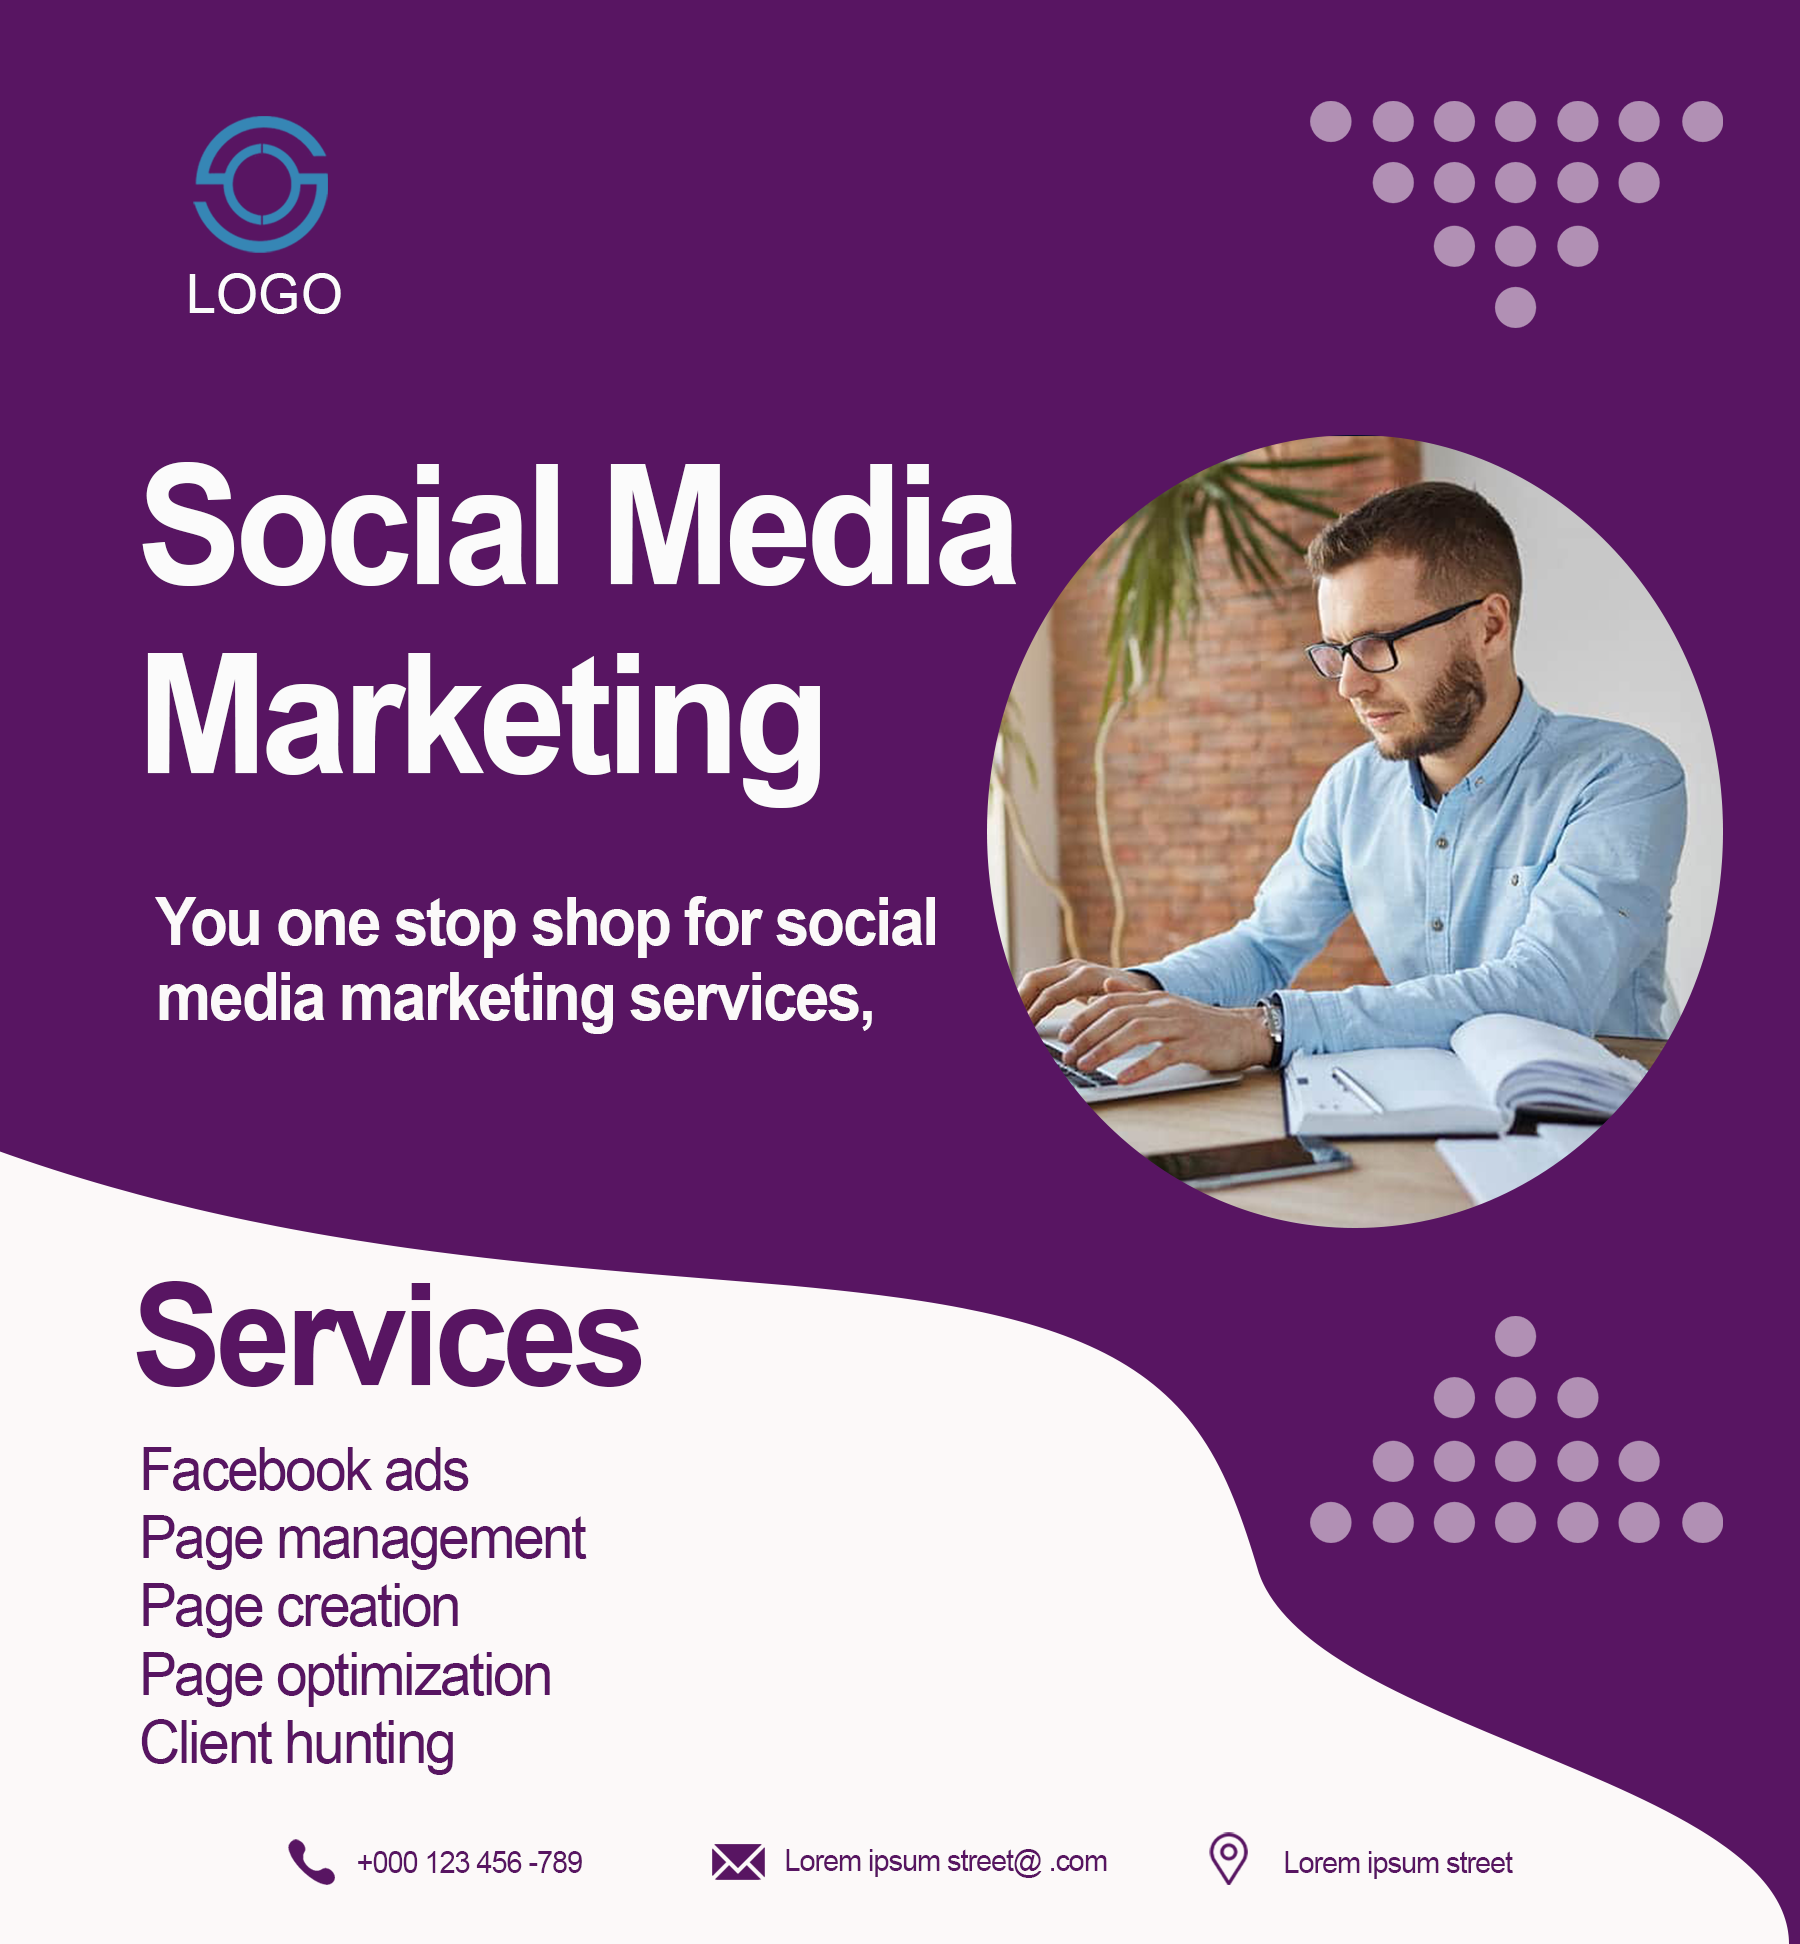 LOGO
Social Media
Marketing
You one stop shop for social
media marketing services,
Services
Facebook ads
Page management
Page creation
Page optimization
Client hunting
+000 123 456 -789
Lorem ipsum street@ .com
Lorem ipsum street